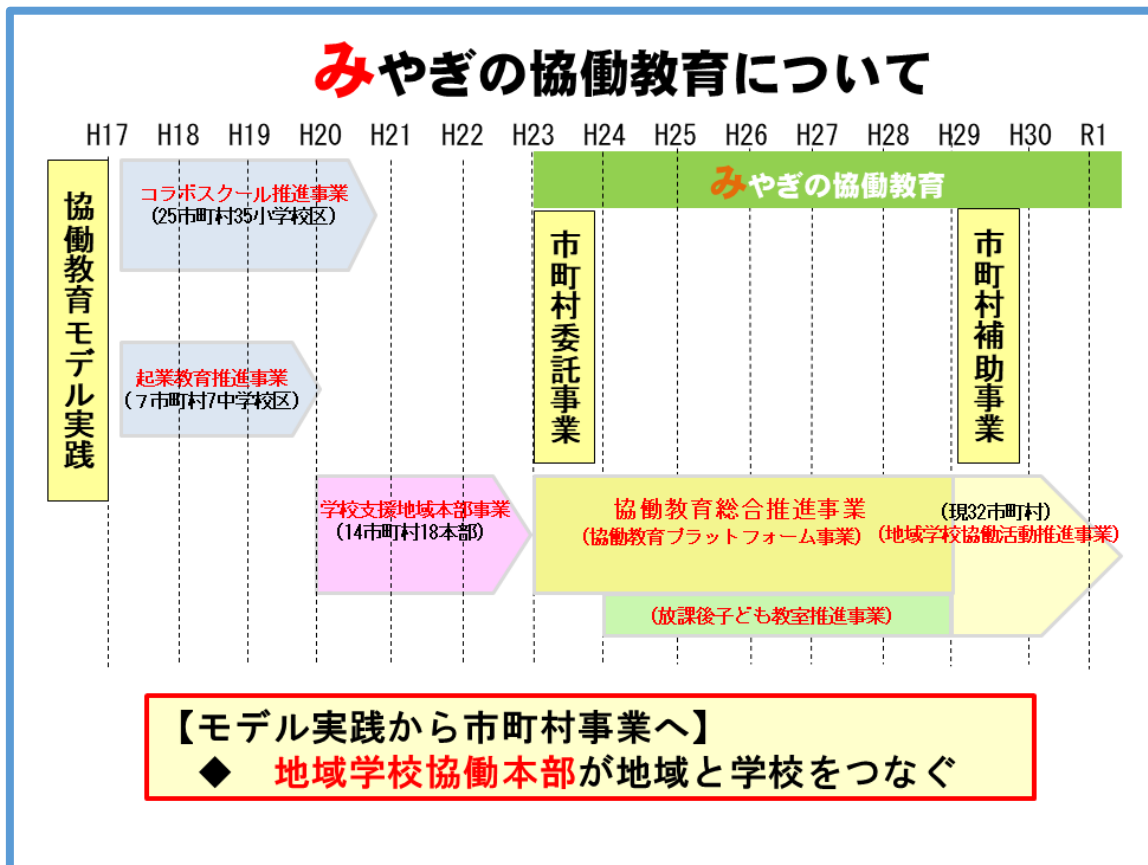 みやぎの協働教育について
H17 H18 H19 H20 H21 H22 H23 H24 H25 H26 H27 H28 H29 H30 R1
みやぎの協働教育
協働教育モデル実践
コラボスクール推進事業
(25市町村35小学校区)
起業教育推進事業
(7市町村7中学校区)
学校支援地域本部事業
(14市町村18本部)
市町村委託事業
協働教育総合推進事業
(協働教育プラットフォーム事業)
(放課後子ども教室推進事業)
市町村補助事業
(現32市町村)
(地域学校協働活動推進事業)
【モデル実践から市町村事業へ】
◆ 地域学校協働本部が地域と学校をつなぐ